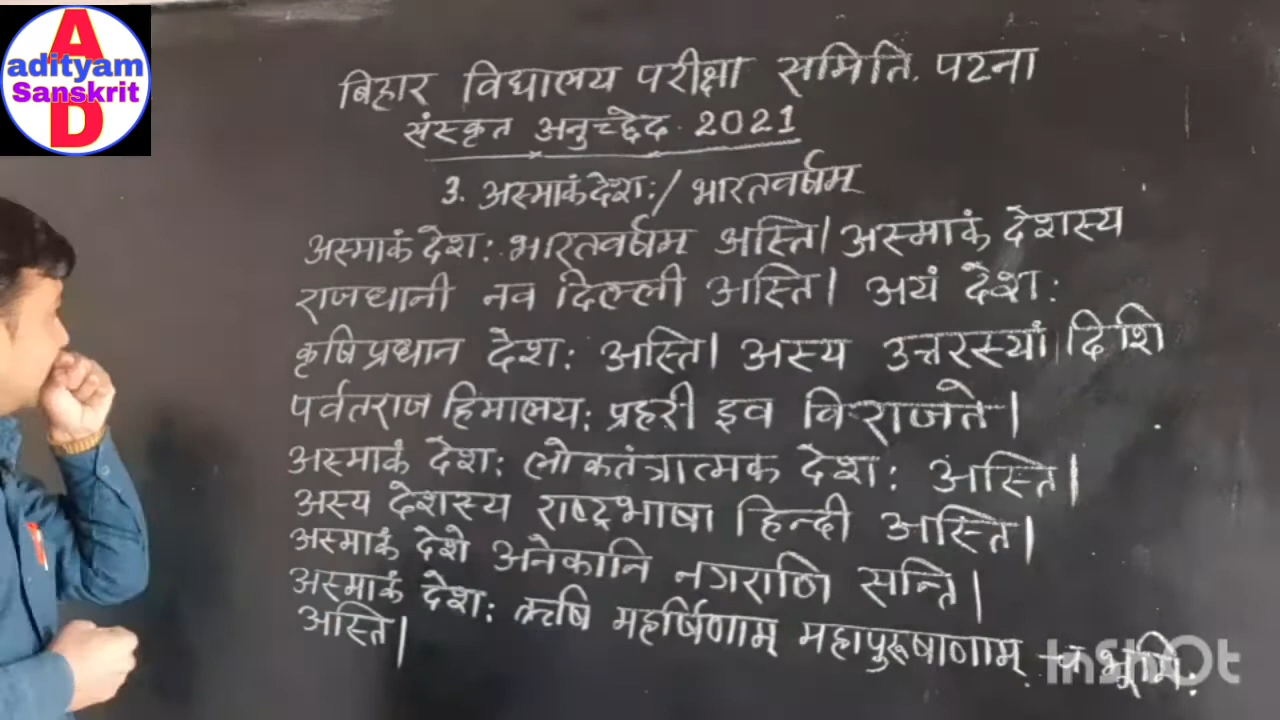 A
adityam
Sanskrit
D
बिहार विद्यालय परीक्षा समिति. पटना
संस्कृत अनुच्छेद. 2021
3. अस्माकं देश:/ भारतवर्षम्
अस्माकं देश: भारतवर्षम अस्ति। अस्माकं देशस्य
राजधानी नव दिल्ली अस्ति। अयं देश:
कृषिप्रधान देश: अस्ति। अस्य उत्तरस्यां दिशि
पर्वतराज हिमालय: प्रहरी इव विराजते।
अस्माकं देश: लोकतंत्रात्मक देश: अस्ति।
अस्य देशस्य राष्ट्रभाषा हिन्दी अस्ति।
अस्माकं देशे अनेकानि नगराणि सन्ति।
अस्माकं देश: ऋषि महर्षिणाम् महापुरूषाणाम् च भूमि:
अस्ति।
InShOt